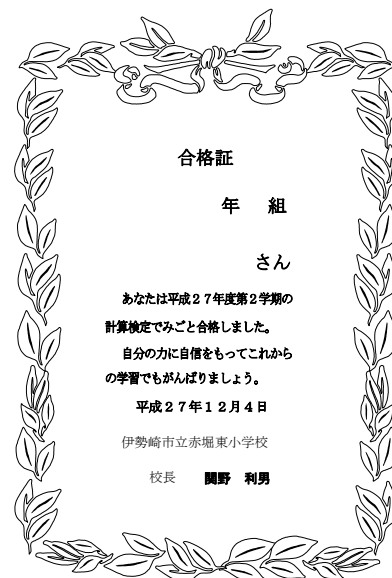 合格証
年　組
さん
あなたは平成２７年度第２学期の
計算検定でみごと合格しました。
自分の力に自信をもってこれから
の学習でもがんばりましょう。
平成２７年１２月４日
伊勢崎市立赤堀東小学校
校長　関野　利男